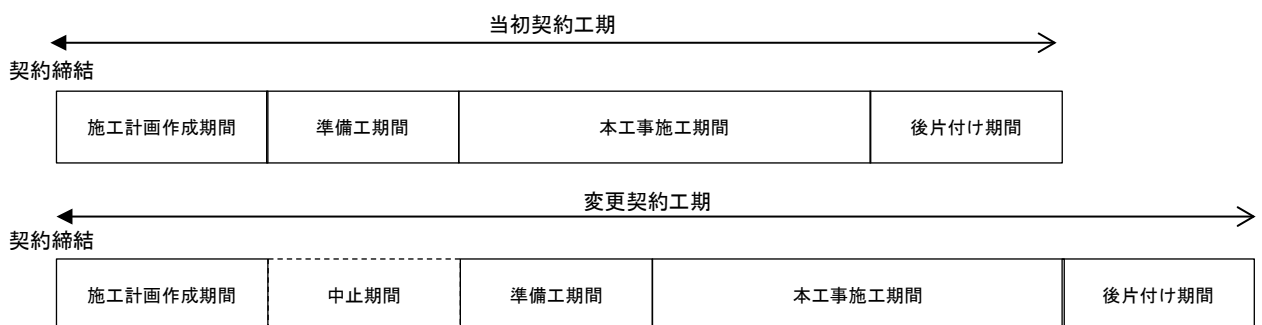 当初契約工期
契約締結
施工計画作成期間 準備工期間 本工事施工期間 後片付け期間
変更契約工期
契約締結
施工計画作成期間 中止期間 準備工期間 本工事施工期間 後片付け期間